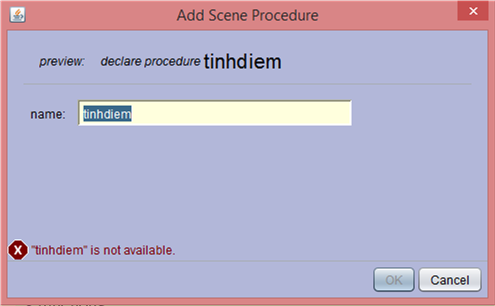 Add Scene Procedure
preview: declare procedure tinhdiem
name: tinhdiem
"tinhdiem" is not available.
OK Cancel